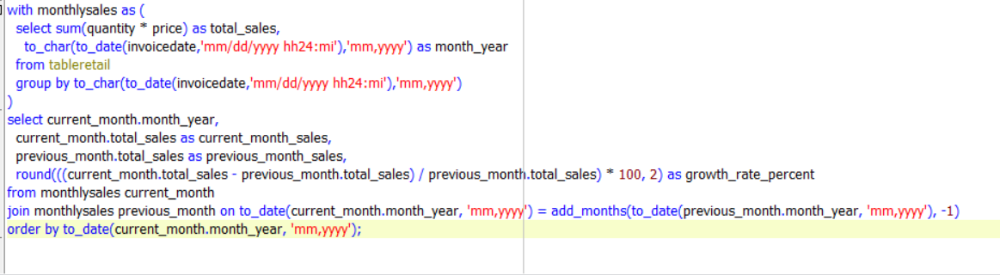 with monthlysales as (
select sum(quantity * price) as total_sales,
to_char(to_date(invoicedate,'mm/dd/yyyy hh24:mi'),'mm,yyyy') as month_year
from tableretail
group by to_char(to_date(invoicedate,'mm/dd/yyyy hh24:mi'),'mm,yyyy')
)
select current_month.month_year,
current_month.total_sales as current_month_sales,
previous_month.total_sales as previous_month_sales,
round(((current_month.total_sales - previous_month.total_sales) / previous_month.total_sales) * 100, 2) as growth_rate_percent
from monthlysales current_month
join monthlysales previous_month on to_date(current_month.month_year, 'mm,yyyy') = add_months(to_date(previous_month.month_year, 'mm,yyyy'), -1)
order by to_date(current_month.month_year, 'mm,yyyy');